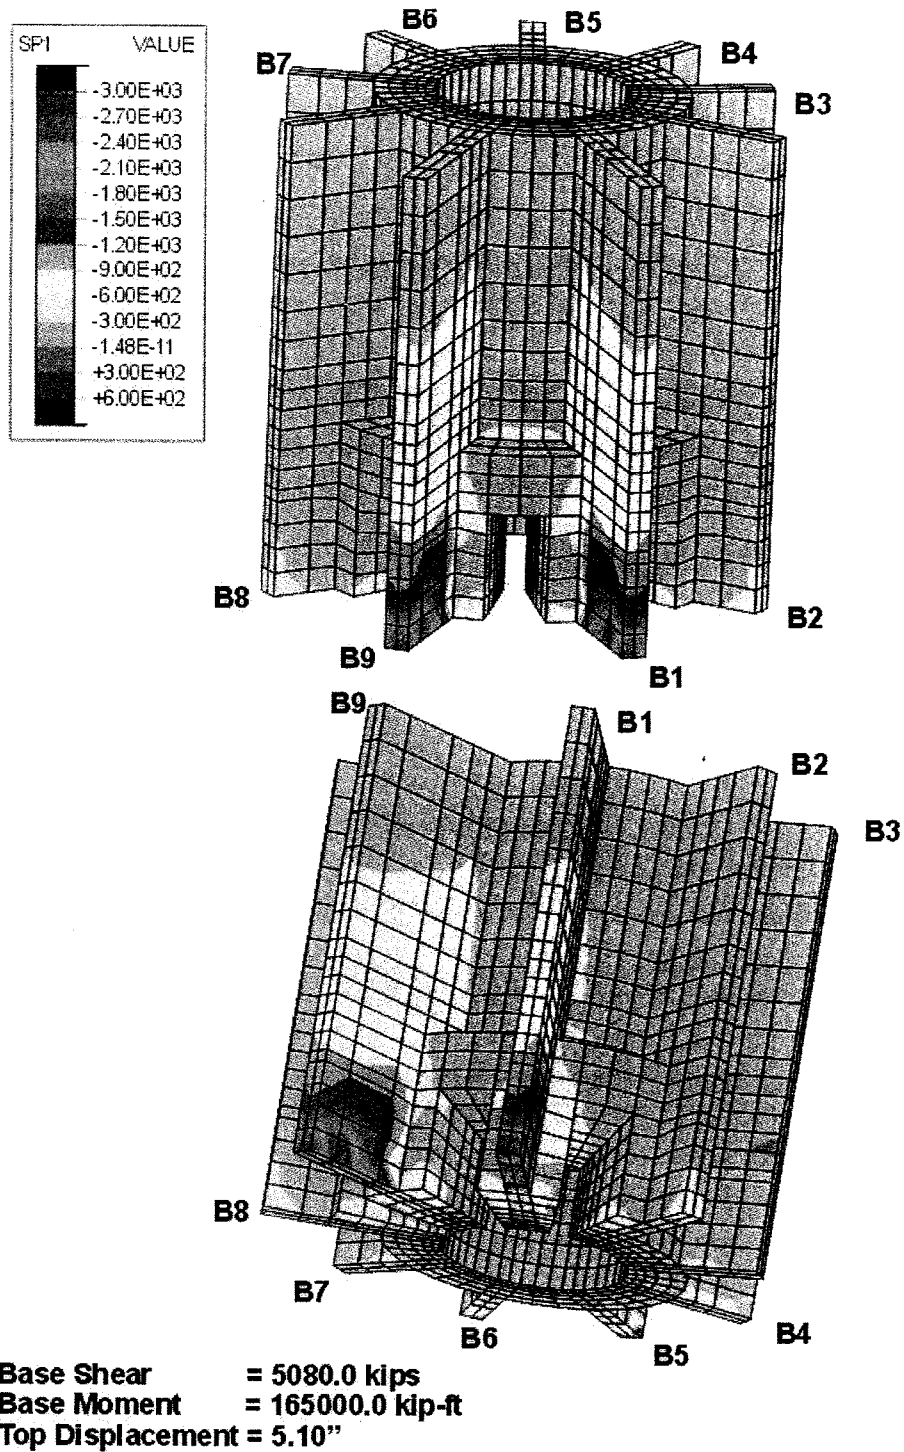 SP1 VALUE
-3.00E+03
-2.70E+03
-2.40E+03
-2.10E+03
-1.80E+03
-1.50E+03
-1.20E+03
-9.00E+02
-6.00E+02
-3.00E+02
-1.48E-11
+3.00E+02
+6.00E+02
B6 B5
B7 B4
B3
B8 B2
B9 B1
B9 B1
B2
B3
B8
B7 B4
B6 B5
Base Shear = 5080.0 kips
Base Moment = 165000.0 kip-ft
Top Displacement = 5.10”